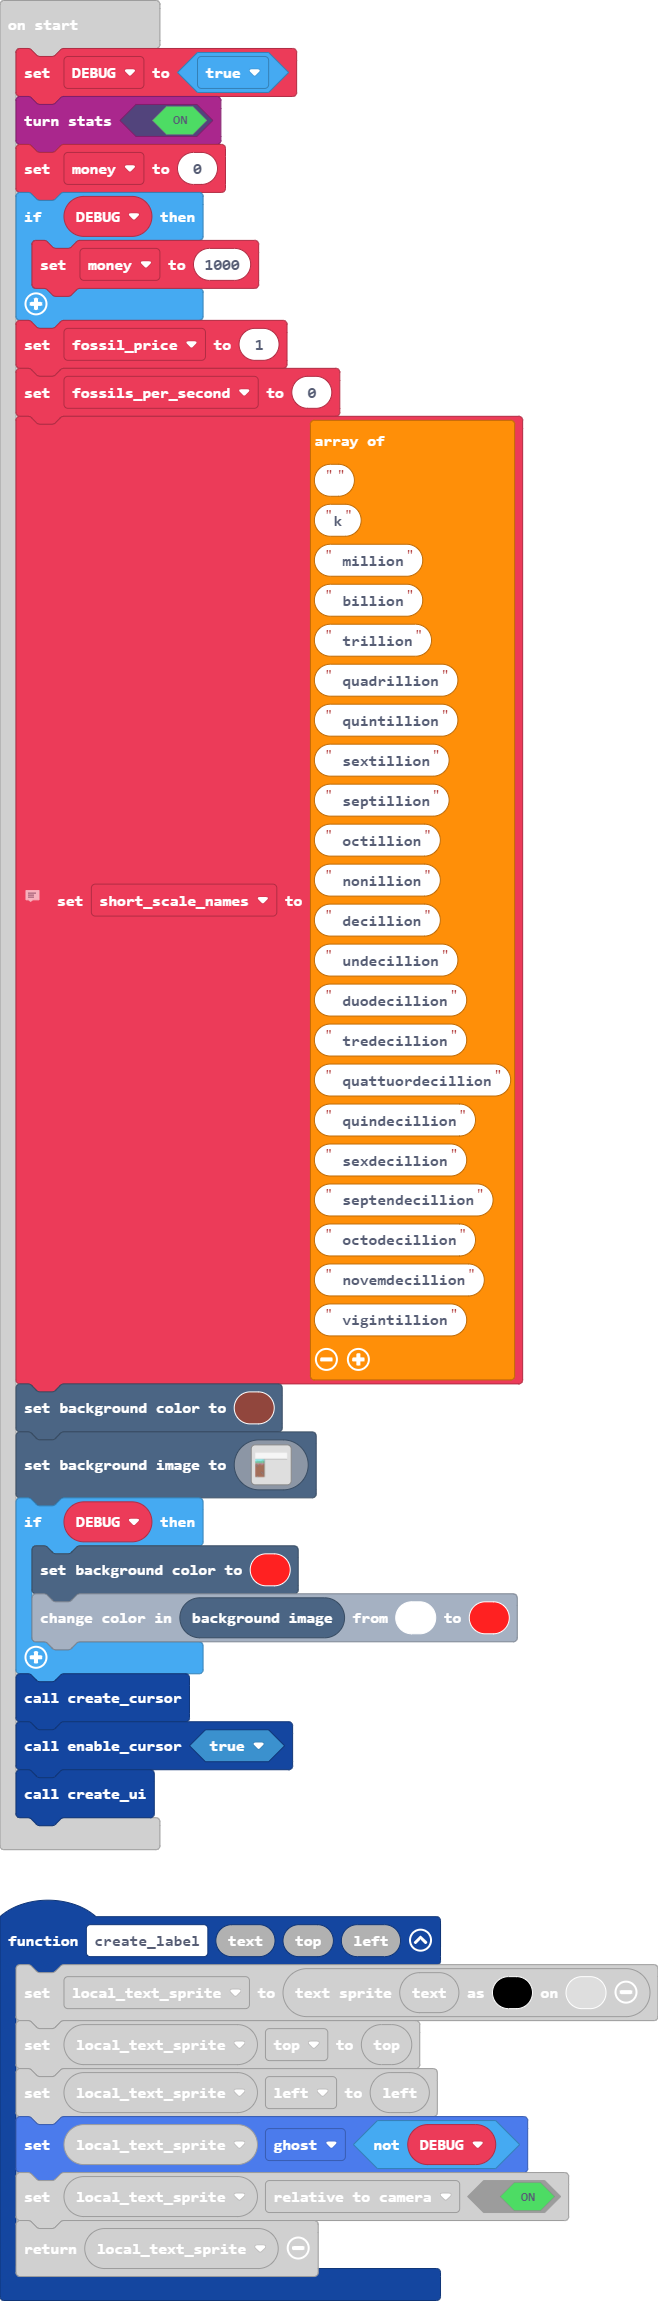 on start
set DEBUG to true
turn stats ON
set money to 0
if DEBUG then
set money to 1000
set fossil_price to 1
set fossils_per_second to 0
set short_scale_names to
array of
" "
"k"
" million"
" billion"
" trillion"
" quadrillion"
" quintillion"
" sextillion"
" septillion"
" octillion"
" nonillion"
" decillion"
" undecillion"
" duodecillion"
" tredecillion"
" quattuordecillion"
" quindecillion"
" sexdecillion"
" septendecillion"
" octodecillion"
" novemdecillion"
" vigintillion"
set background color to
set background image to
if DEBUG then
set background color to
change color in background image from to
call create_cursor
call enable_cursor true
call create_ui
function create_label text top left
set local_text_sprite to text sprite text as on
set local_text_sprite top to top
set local_text_sprite left to left
set local_text_sprite ghost not DEBUG
set local_text_sprite relative to camera ON
return local_text_sprite